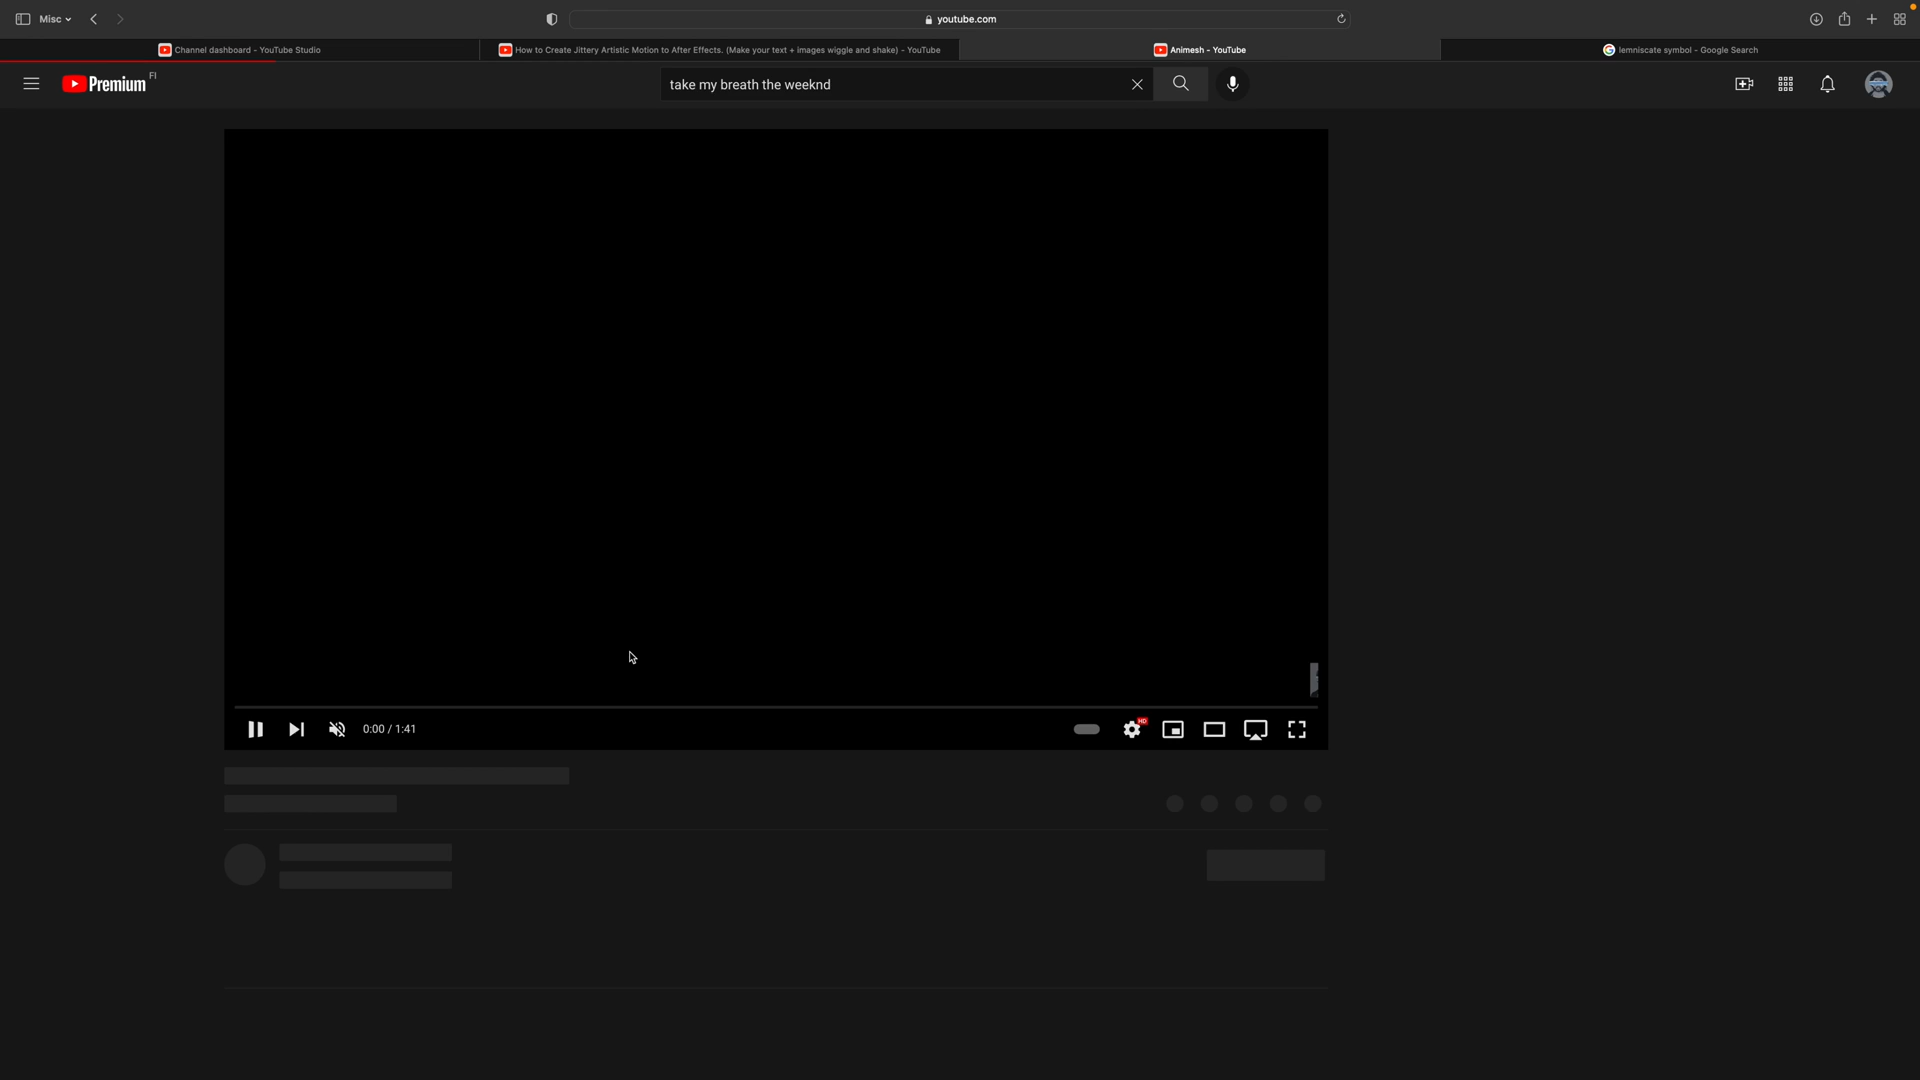 Misc
youtube.com
Channel dashboard - YouTube Studio
How to Create Jittery Artistic Motion to After Effects. (Make your text + images wiggle and shake) - YouTube
Animesh - YouTube
lemniscate symbol - Google Search
Premium FI
take my breath the weeknd
0:00 / 1:41
HD